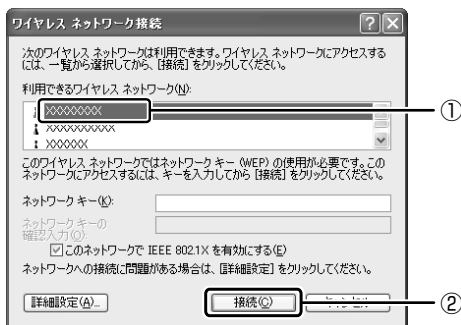 ワイヤレス ネットワーク接続
次のワイヤレス ネットワークは利用できます。ワイヤレス ネットワークにアクセスする
には、一覧から選択してから、[接続] をクリックしてください。
利用できるワイヤレス ネットワーク(N):
XXXXXXXX
①
XXXXXXXXXX
XXXXXX
このワイヤレス ネットワークではネットワーク キー (WEP) の使用が必要です。この
ネットワークにアクセスするには、キーを入力してから [接続] をクリックしてください。
ネットワーク キー(K):
ネットワーク キーの
確認入力(O):
このネットワークで IEEE 802.1X を有効にする(E)
ネットワークへの接続に問題がある場合は、[詳細設定] をクリックしてください。
詳細設定(A)...
接続(C)
キャンセル
②